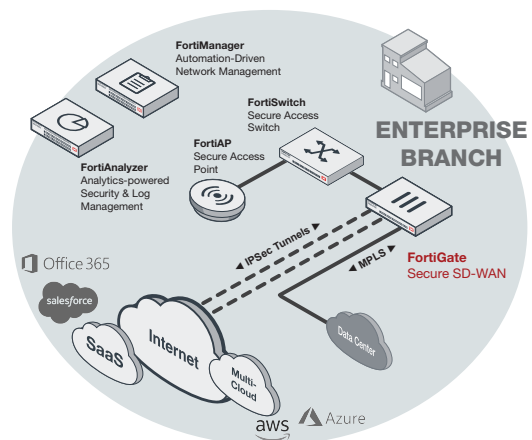 FortiManager
Automation-Driven
Network Management
FortiSwitch
Secure Access
Switch
ENTERPRISE
BRANCH
FortiAP
Secure Access
Point
FortiAnalyzer
Analytics-powered
Security & Log
Management
◄ IPSec Tunnels ►
◄ MPLS ►
FortiGate
Secure SD-WAN
Office 365
salesforce
SaaS
Internet
Multi-
Cloud
Data Center
aws
Azure